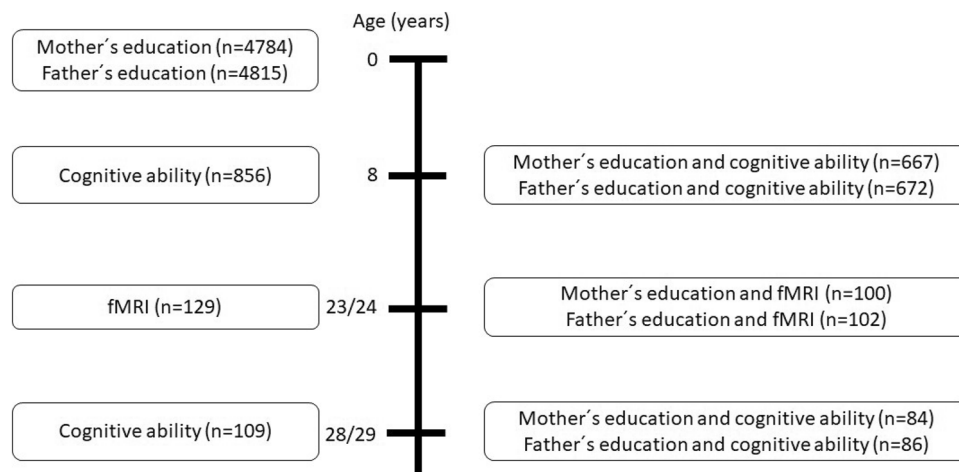 Age (years)
Mother´s education (n=4784)
Father´s education (n=4815)
0
Cognitive ability (n=856)
8
Mother´s education and cognitive ability (n=667)
Father´s education and cognitive ability (n=672)
fMRI (n=129)
23/24
Mother´s education and fMRI (n=100)
Father´s education and fMRI (n=102)
Cognitive ability (n=109)
28/29
Mother´s education and cognitive ability (n=84)
Father´s education and cognitive ability (n=86)